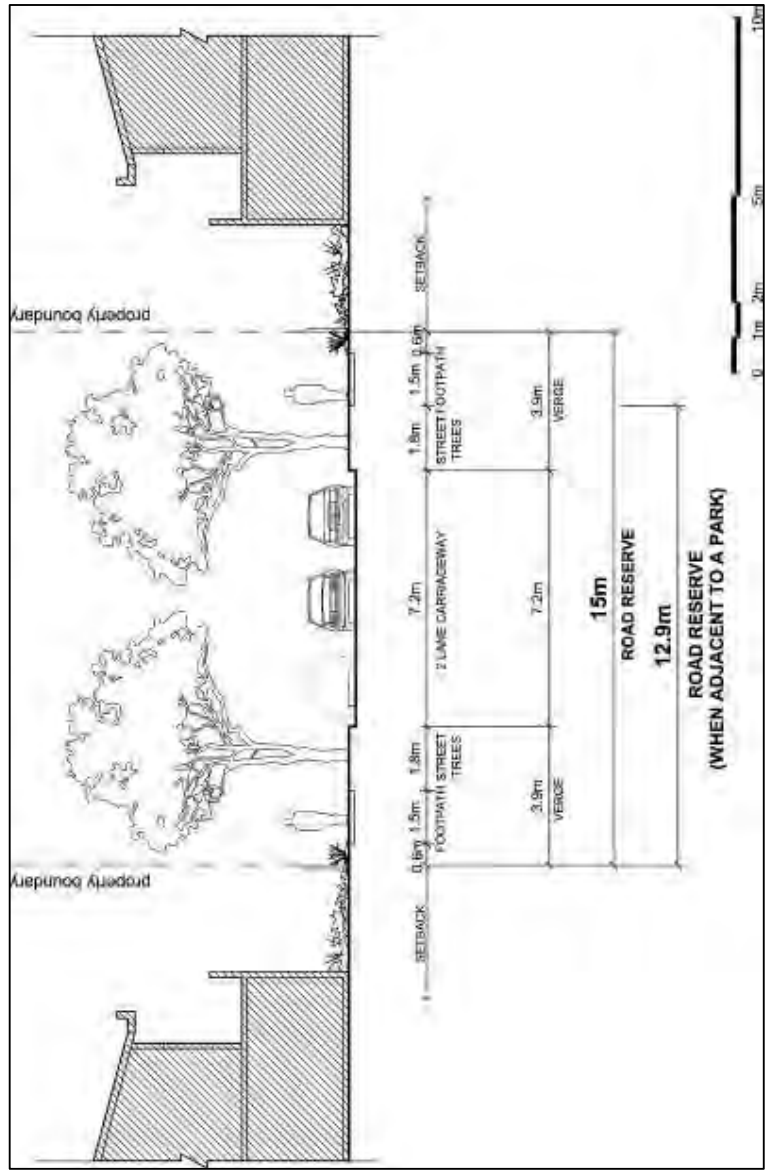 property boundary
property boundary
SETBACK 0.6m 1.5m 1.8m 7.2m 1.8m 1.5m 0.6m SETBACK
FOOTPATH STREET 2 LANE CARRIAGEWAY STREET FOOTPATH
TREES TREES
3.9m 7.2m 3.9m
VERGE VERGE
15m
ROAD RESERVE
12.9m
ROAD RESERVE
(WHEN ADJACENT TO A PARK)
0 1m 2m 5m 10m